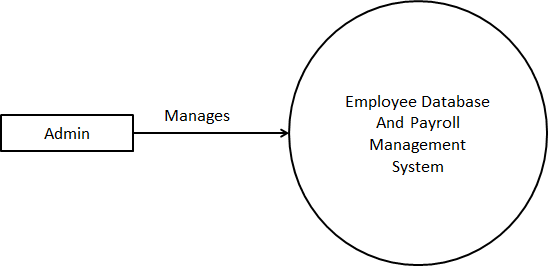 Manages
Admin
Employee Database
And Payroll
Management
System